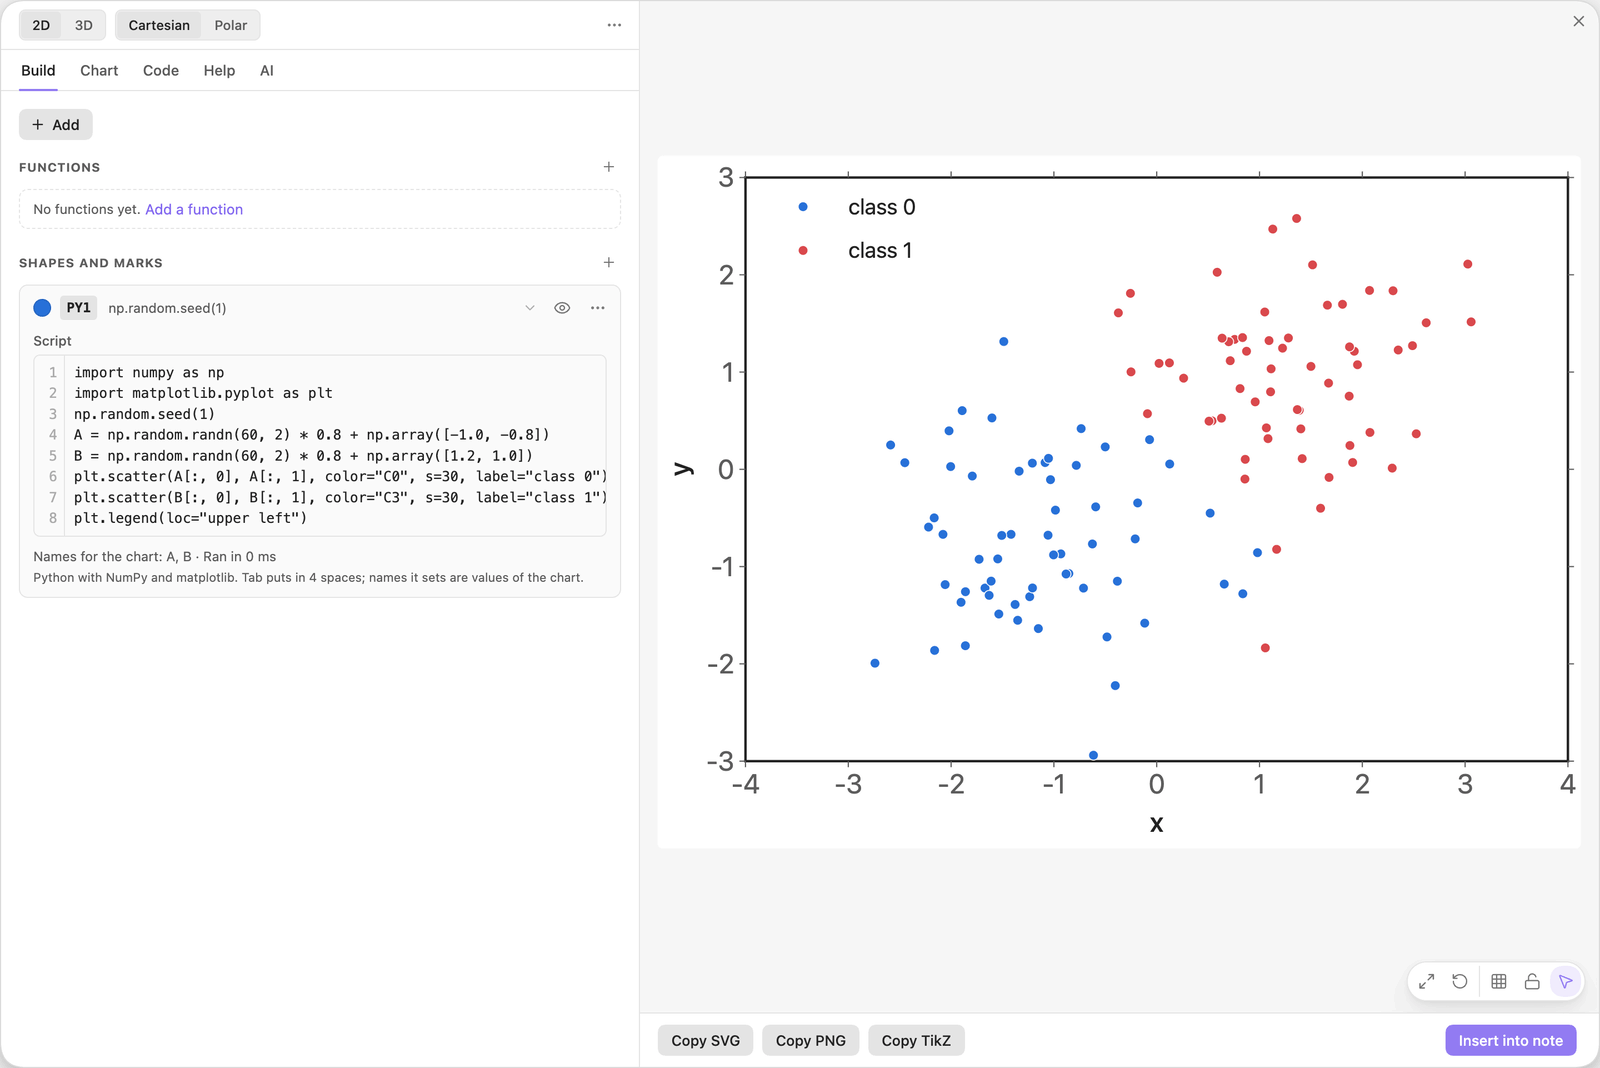 2D 3D Cartesian Polar
Build Chart Code Help AI
+ Add
FUNCTIONS
No functions yet. Add a function
SHAPES AND MARKS
PY1 np.random.seed(1)
Script
1 import numpy as np
2 import matplotlib.pyplot as plt
3 np.random.seed(1)
4 A = np.random.randn(60, 2) * 0.8 + np.array([-1.0, -0.8])
5 B = np.random.randn(60, 2) * 0.8 + np.array([1.2, 1.0])
6 plt.scatter(A[:, 0], A[:, 1], color="C0", s=30, label="class 0")
7 plt.scatter(B[:, 0], B[:, 1], color="C3", s=30, label="class 1")
8 plt.legend(loc="upper left")
Names for the chart: A, B · Ran in 0 ms
Python with NumPy and matplotlib. Tab puts in 4 spaces; names it sets are values of the chart.
class 0
class 1
3
2
1
0
-1
-2
-3
y
-4 -3 -2 -1 0 1 2 3 4
x
Copy SVG Copy PNG Copy TikZ Insert into note